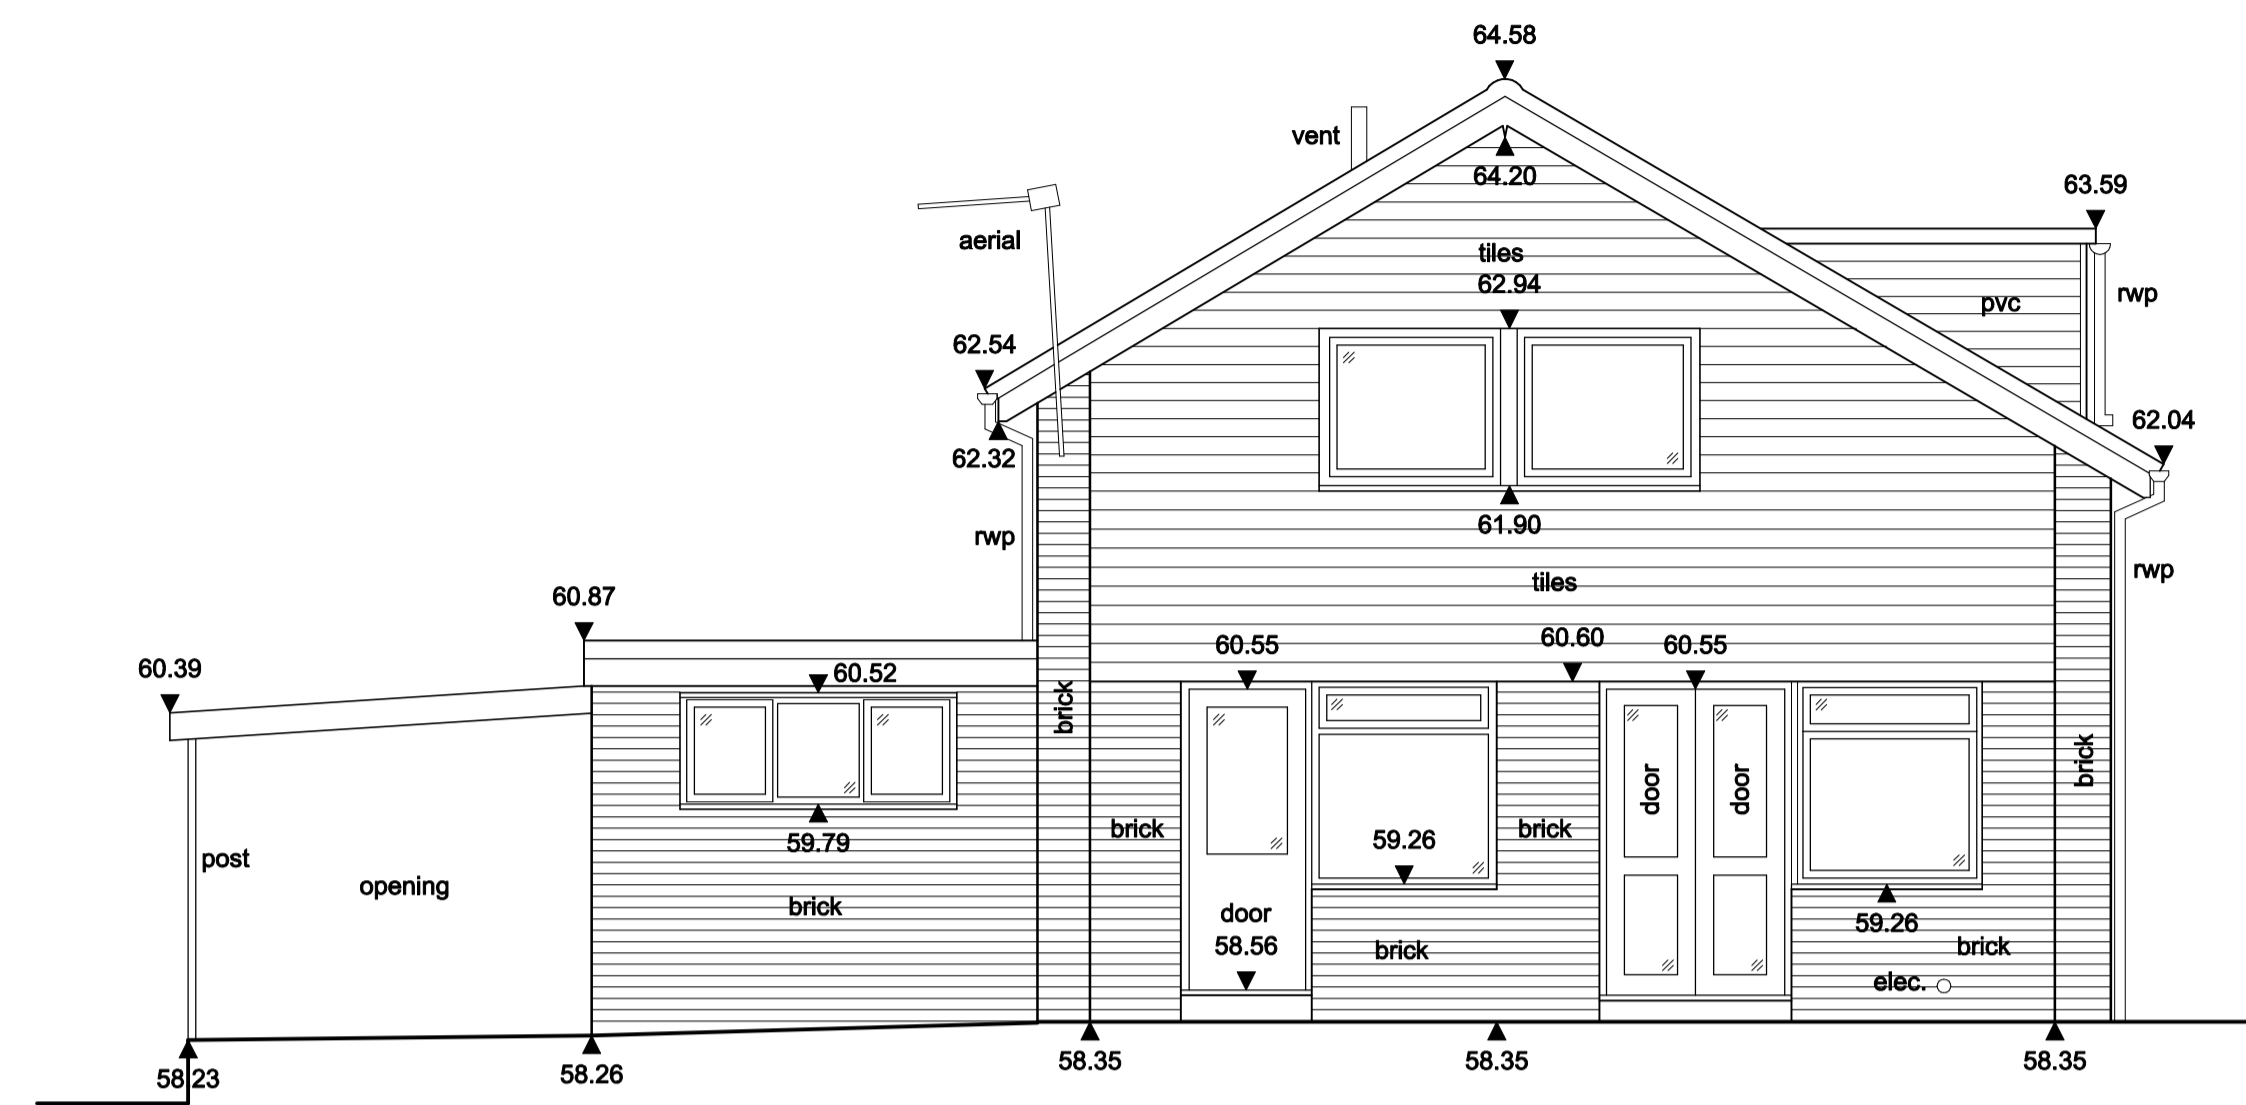 64.58
vent
64.20
63.59
aerial
tiles
62.94
pvc
rwp
62.54
62.04
62.32
61.90
rwp
tiles
rwp
60.87
60.39
60.52
60.55
60.60
60.55
brick
brick
door
door
59.79
brick
59.26
brick
post
opening
brick
door
58.56
brick
59.26
brick
elec.
58.23
58.26
58.35
58.35
58.35